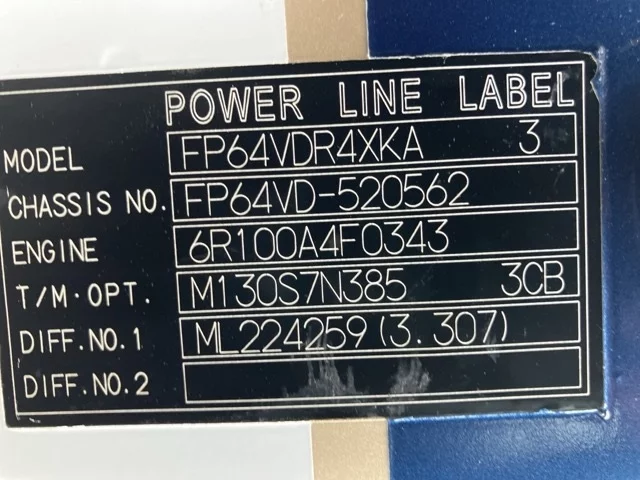 POWER LINE LABEL
MODEL FP64VDR4XKA 3
CHASSIS NO. FP64VD-520562
ENGINE 6R100A4F0343
T/M·OPT. M130S7N385 3CB
DIFF.NO.1 ML224259(3.307)
DIFF.NO.2